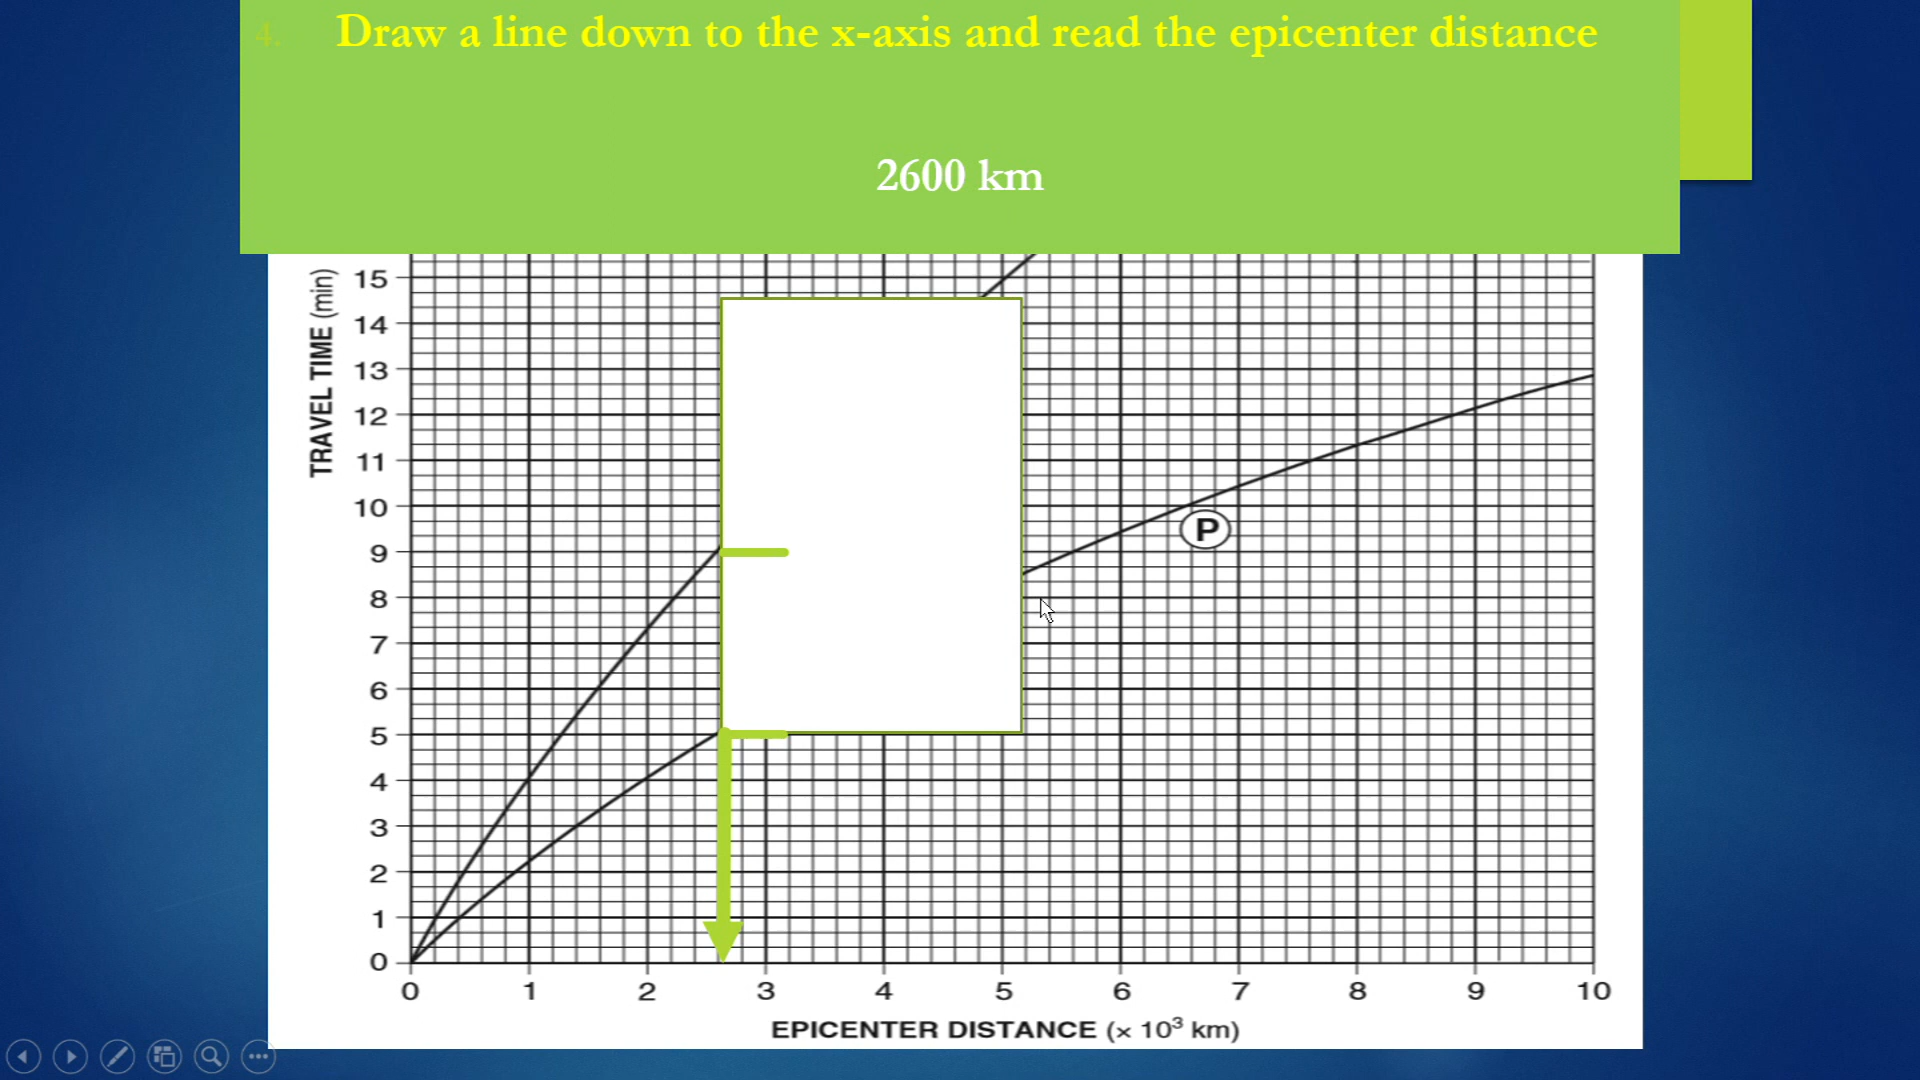 4. Draw a line down to the x-axis and read the epicenter distance
2600 km
TRAVEL TIME (min)
15
14
13
12
11
10
9
8
7
6
5
4
3
2
1
0
P
0 1 2 3 4 5 6 7 8 9 10
EPICENTER DISTANCE (× 10³ km)